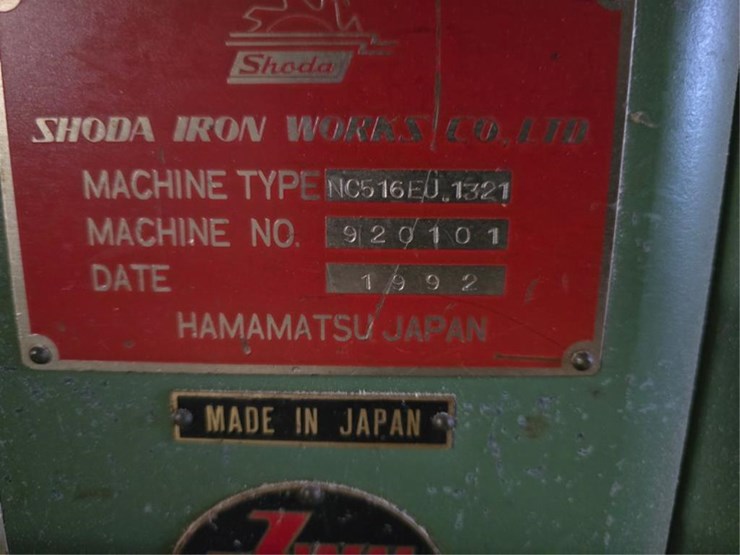 Shoda
SHODA IRON WORKS CO., LTD
MACHINE TYPE NC516EJ.1321
MACHINE NO. 920101
DATE 1992
HAMAMATSU JAPAN
MADE IN JAPAN